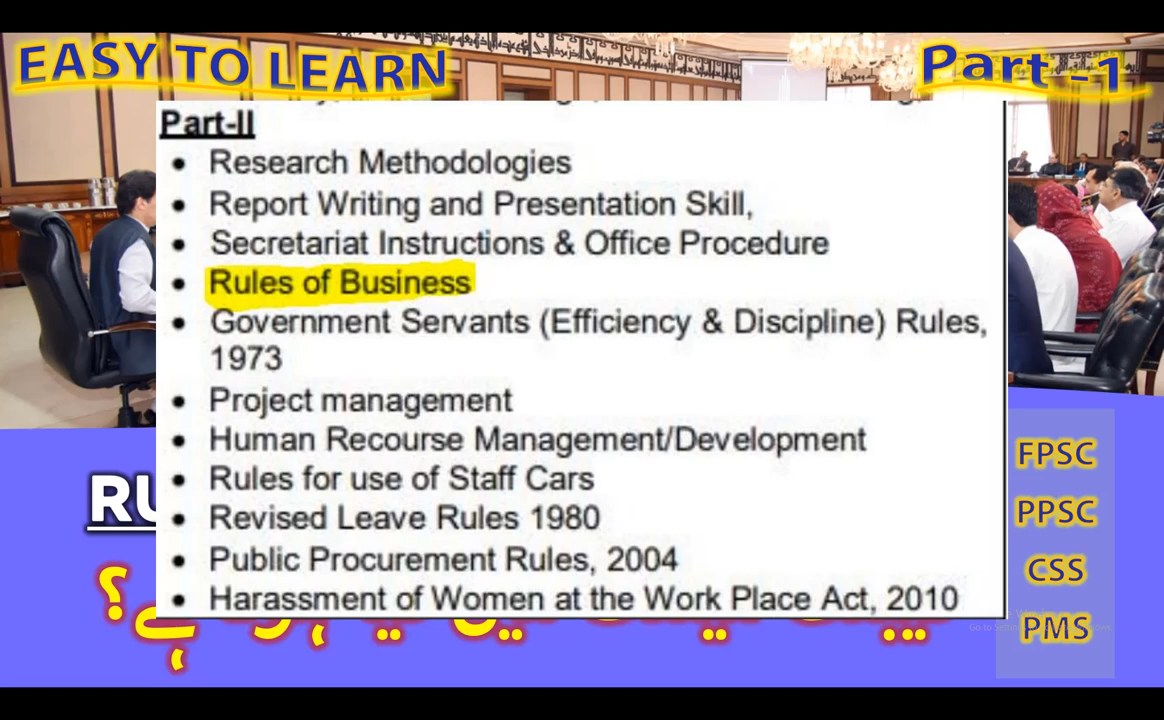 EASY TO LEARN
Part -1
Part-II
• Research Methodologies
• Report Writing and Presentation Skill,
• Secretariat Instructions & Office Procedure
• Rules of Business
• Government Servants (Efficiency & Discipline) Rules,
1973
• Project management
• Human Recourse Management/Development
• Rules for use of Staff Cars
• Revised Leave Rules 1980
• Public Procurement Rules, 2004
• Harassment of Women at the Work Place Act, 2010
RU
ہے؟
FPSC
PPSC
CSS
PMS